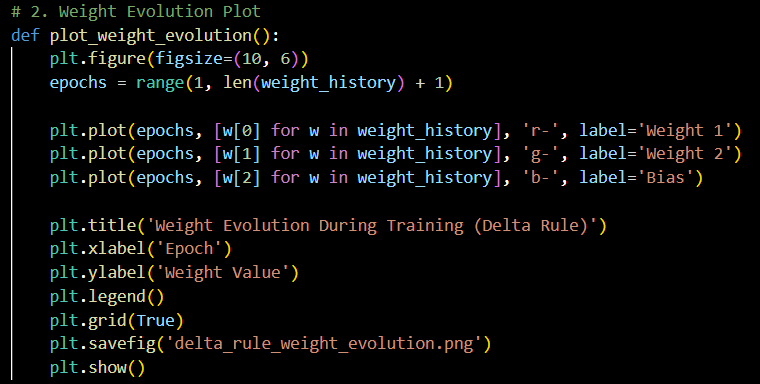 # 2. Weight Evolution Plot
def plot_weight_evolution():
    plt.figure(figsize=(10, 6))
    epochs = range(1, len(weight_history) + 1)

    plt.plot(epochs, [w[0] for w in weight_history], 'r-', label='Weight 1')
    plt.plot(epochs, [w[1] for w in weight_history], 'g-', label='Weight 2')
    plt.plot(epochs, [w[2] for w in weight_history], 'b-', label='Bias')

    plt.title('Weight Evolution During Training (Delta Rule)')
    plt.xlabel('Epoch')
    plt.ylabel('Weight Value')
    plt.legend()
    plt.grid(True)
    plt.savefig('delta_rule_weight_evolution.png')
    plt.show()